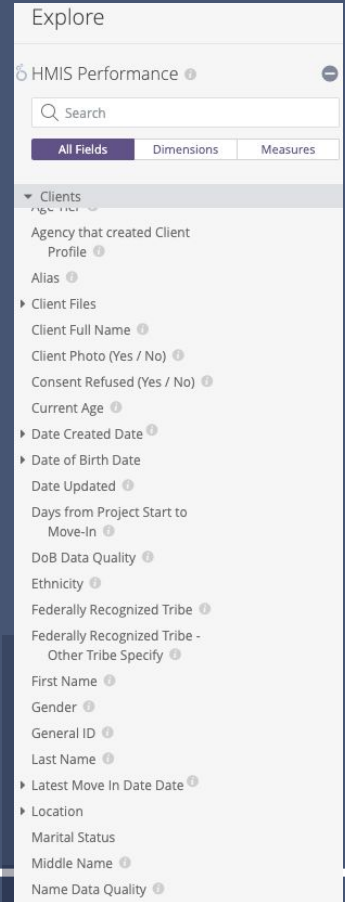 Explore
HMIS Performance
Search
All Fields Dimensions Measures
Clients
Age Tier
Agency that created Client
Profile
Alias
Client Files
Client Full Name
Client Photo (Yes / No)
Consent Refused (Yes / No)
Current Age
Date Created Date
Date of Birth Date
Date Updated
Days from Project Start to
Move-In
DoB Data Quality
Ethnicity
Federally Recognized Tribe
Federally Recognized Tribe -
Other Tribe Specify
First Name
Gender
General ID
Last Name
Latest Move In Date Date
Location
Marital Status
Middle Name
Name Data Quality